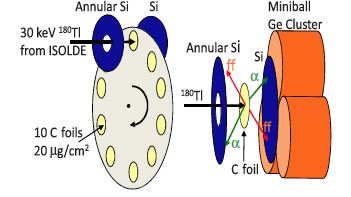 Annular Si
Si
30 keV ¹⁸⁰Tl
from ISOLDE
10 C foils
20 µg/cm²
Miniball
Ge Cluster
Annular Si
Si
ff
α
¹⁸⁰Tl
α
ff
C foil